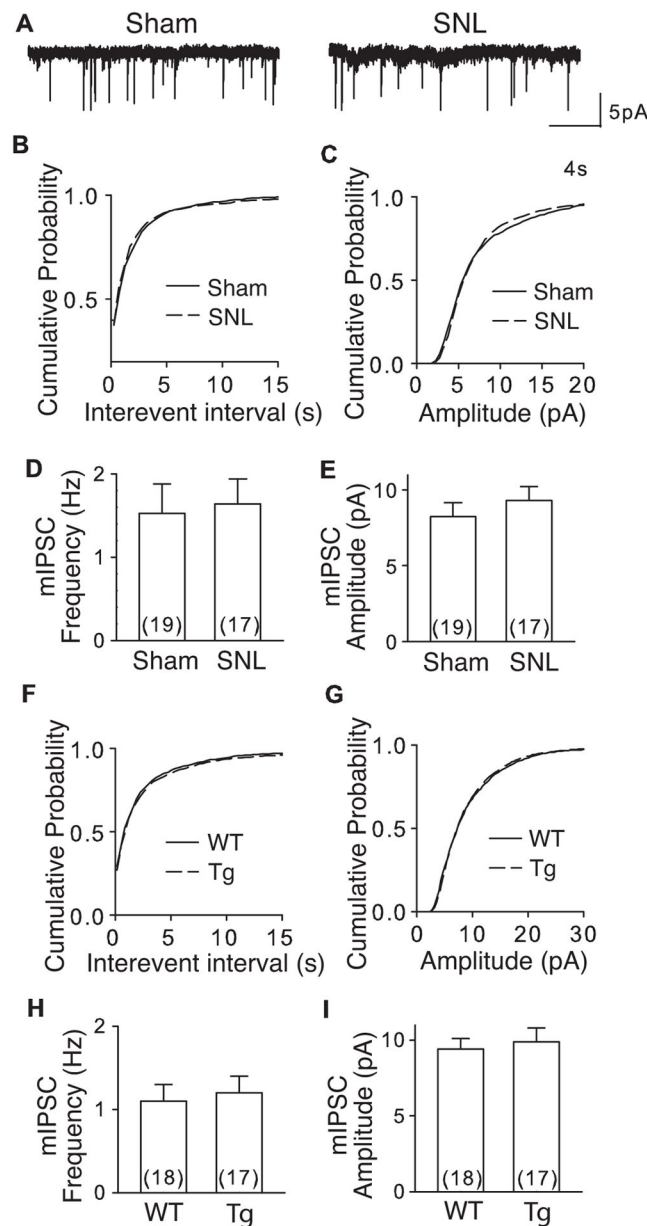 A
Sham
SNL
5pA
4s
B
Cumulative Probability
1.0
0.5
Sham
SNL
0
5
10
15
Interevent interval (s)
C
Cumulative Probability
1.0
0.5
0.0
Sham
SNL
0
5
10
15
20
Amplitude (pA)
D
mIPSC
Frequency (Hz)
2
1
0
(19)
(17)
Sham
SNL
E
mIPSC
Amplitude (pA)
10
5
0
(19)
(17)
Sham
SNL
F
Cumulative Probability
1.0
0.5
0.0
WT
Tg
0
5
10
15
Interevent interval (s)
G
Cumulative Probability
1.0
0.5
0.0
WT
Tg
0
10
20
30
Amplitude (pA)
H
mIPSC
Frequency (Hz)
2
1
0
(18)
(17)
WT
Tg
I
mIPSC
Amplitude (pA)
10
5
0
(18)
(17)
WT
Tg